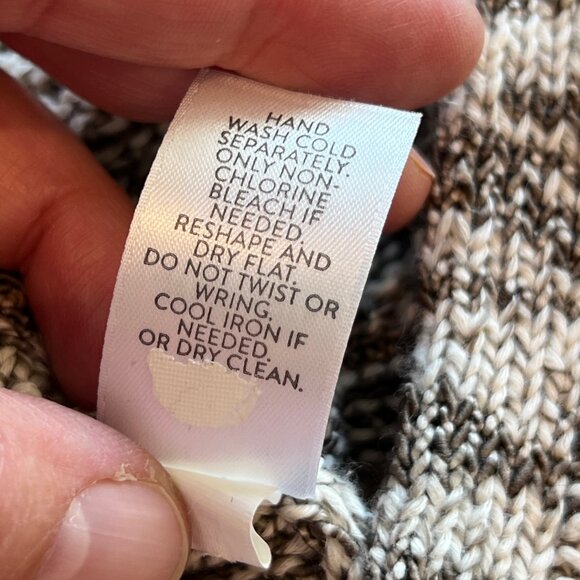 HAND
WASH COLD
SEPARATELY.
ONLY NON-
CHLORINE
BLEACH IF
NEEDED.
RESHAPE AND
DRY FLAT.
DO NOT TWIST OR
WRING.
COOL IRON IF
NEEDED.
OR DRY CLEAN.